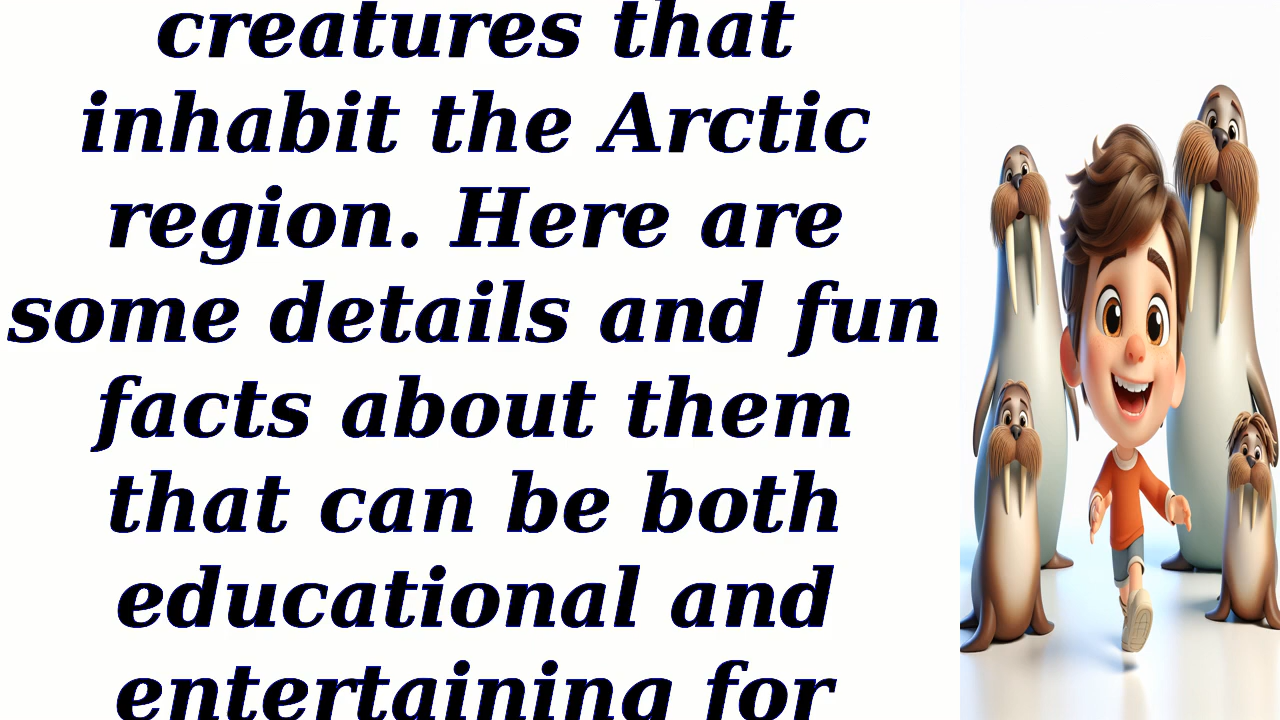 creatures that
inhabit the Arctic
region. Here are
some details and fun
facts about them
that can be both
educational and
entertaining for